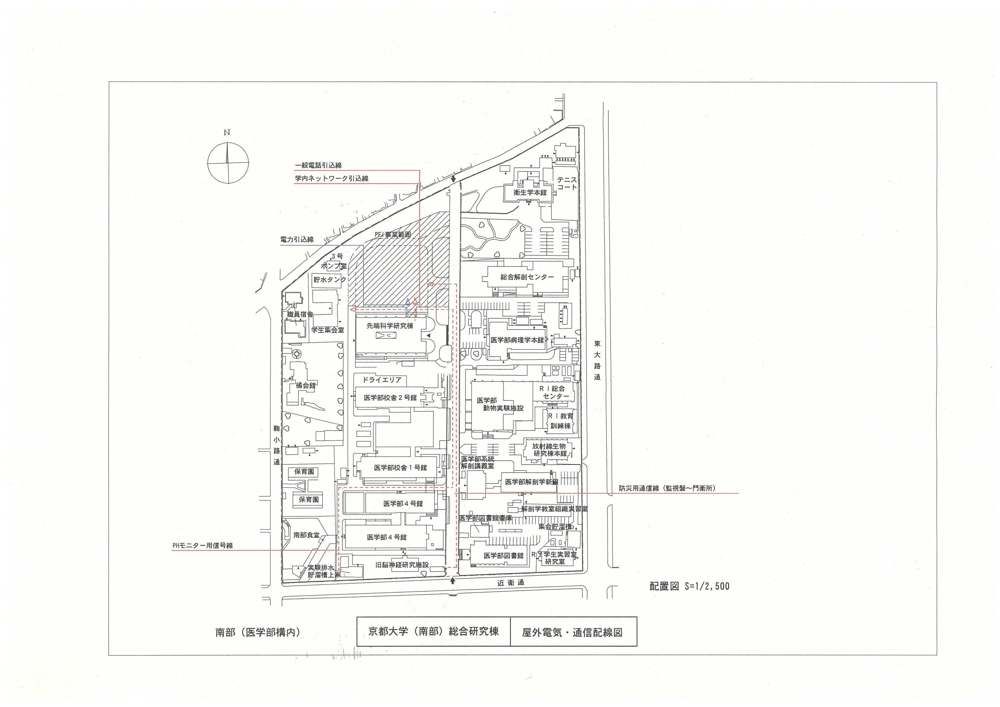 N
一般電話引込線
学内ネットワーク引込線
テニス
コート
衛生学本館
PFI事業範囲
電力引込線
3号
ポンプ室
貯水タンク
総合解剖センター
職員宿舎
学生集会室
先端科学研究棟
医学部病理学本館
東大路通
ドライエリア
橘会館
医学部校舎2号館
RI総合
センター
医学部
動物実験施設
RI教育
訓練棟
鞠小路通
放射線生物
研究棟本館
医学部系統
解剖講義室
医学部校舎1号館
保育園
医学部解剖学新館
防災用通信線(監視盤~門衛所)
保育園
医学部4号館
解剖学教室組織実習室
医学部図書館書庫
集会貯溜槽
南部食堂
医学部4号館
PHモニター用信号線
医学部図書館
RI学生実習室
研究室
実験排水
貯溜槽上家
旧脳神経研究施設
近衛通
配置図 S=1/2,500
南部(医学部構内)
京都大学(南部)総合研究棟
屋外電気・通信配線図